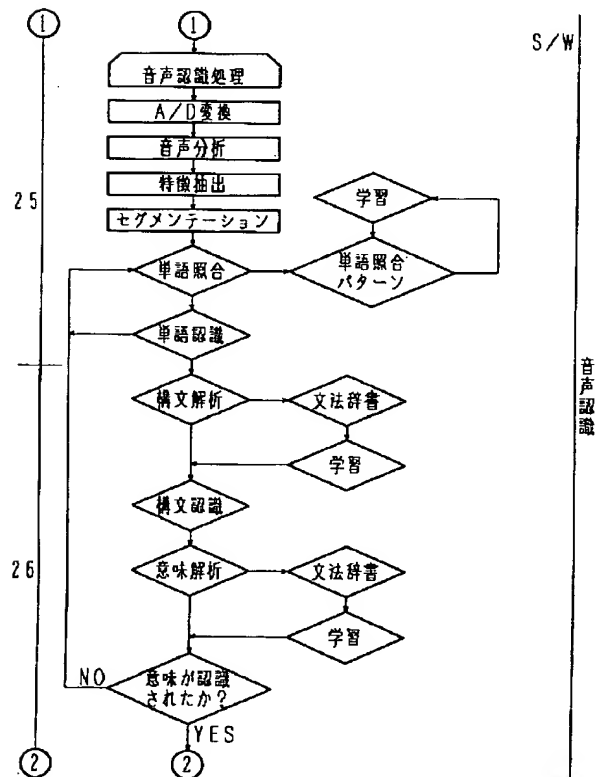 ① ①
S/W
音声認識処理
A/D変換
音声分析
特徴抽出
25
学習
セグメンテーション
単語照合
単語照合
パターン
単語認識
音声認識
構文解析
文法辞書
学習
構文認識
26
意味解析
文法辞書
学習
NO
意味が認識
されたか?
YES
② ②